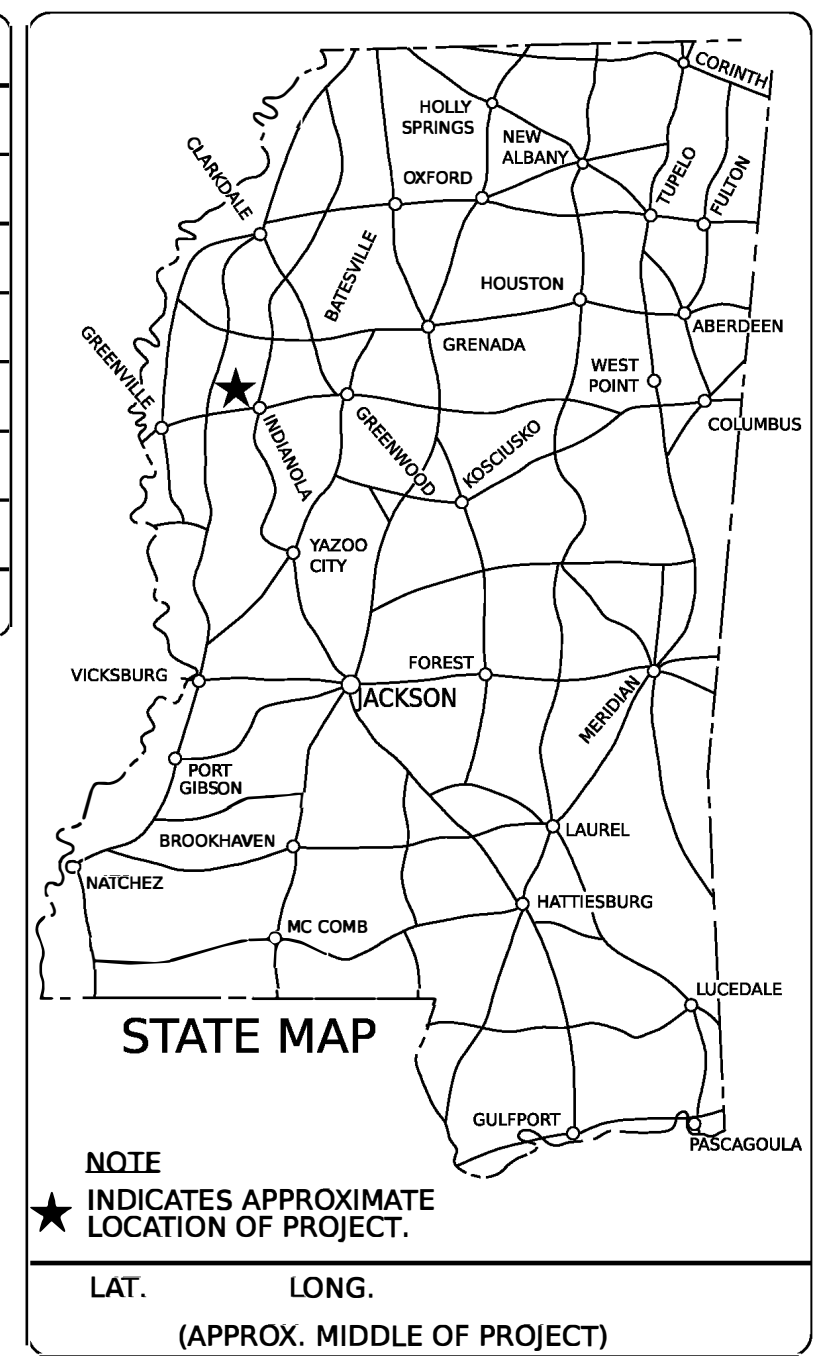 CORINTH
HOLLY
SPRINGS
NEW
ALBANY
CLARKDALE
OXFORD
TUPELO
FULTON
BATESVILLE
HOUSTON
ABERDEEN
GREENVILLE
GRENADA
WEST
POINT
COLUMBUS
INDIANOLA
GREENWOOD
KOSCIUSKO
YAZOO
CITY
VICKSBURG
FOREST
JACKSON
MERIDIAN
PORT
GIBSON
BROOKHAVEN
LAUREL
NATCHEZ
HATTIESBURG
MC COMB
LUCEDALE
STATE MAP
GULFPORT
PASCAGOULA
NOTE
INDICATES APPROXIMATE
LOCATION OF PROJECT.
LAT. LONG.
(APPROX. MIDDLE OF PROJECT)